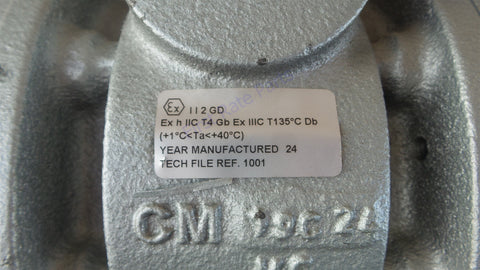 Ex II 2 GD
Ex h IIC T4 Gb Ex IIIC T135°C Db
(+1°C<Ta<+40°C)
YEAR MANUFACTURED 24
TECH FILE REF. 1001
CM